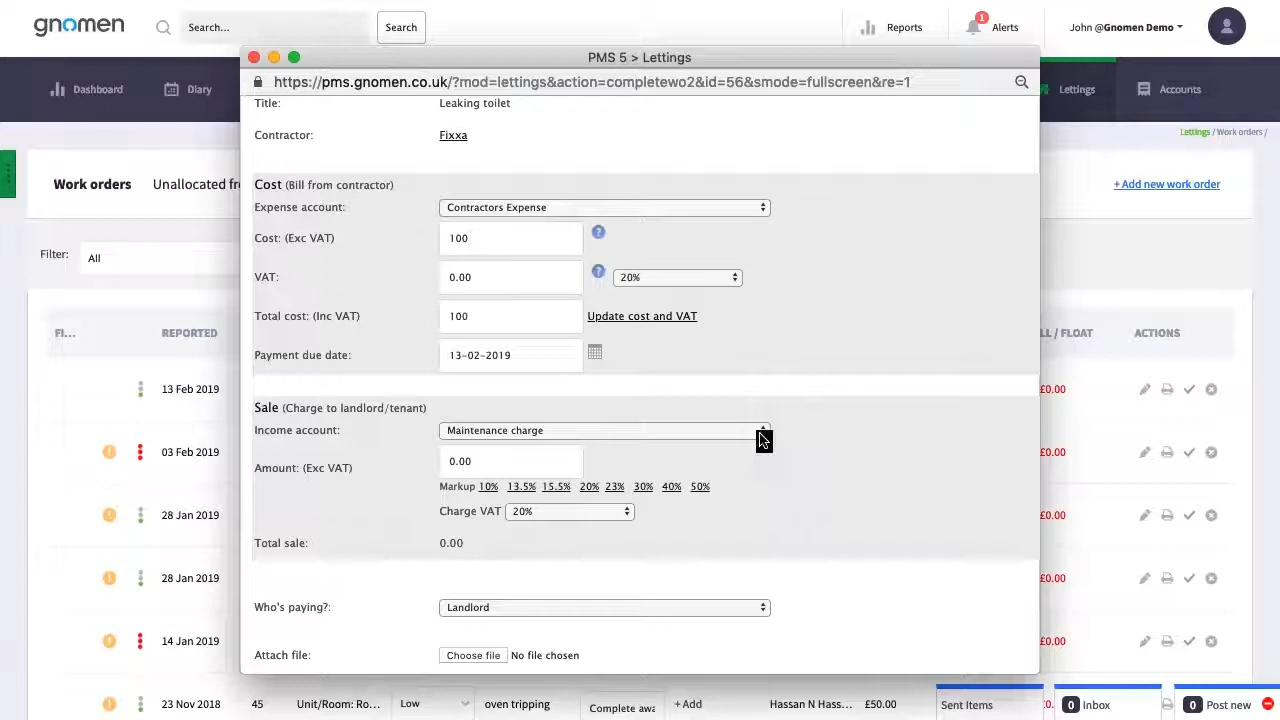 gnomen
Search...
Search
Reports
1
Alerts
John @Gnomen Demo
PMS 5 > Lettings
https://pms.gnomen.co.uk/?mod=lettings&action=completewo2&id=56&smode=fullscreen&re=1
Dashboard
Diary
Lettings
Accounts
Lettings / Work orders /
Title: Leaking toilet
Contractor: Fixxa
Work orders
Unallocated
+ Add new work order
Cost (Bill from contractor)
Expense account: Contractors Expense
Cost: (Exc VAT) 100
Filter: All
VAT: 0.00 20%
Total cost: (Inc VAT) 100 Update cost and VAT
FI... REPORTED
/ FLOAT ACTIONS
Payment due date: 13-02-2019
13 Feb 2019 £0.00
Sale (Charge to landlord/tenant)
Income account: Maintenance charge
03 Feb 2019 £0.00
Amount: (Exc VAT) 0.00
Markup 10% 13.5% 15.5% 20% 23% 30% 40% 50%
Charge VAT 20%
28 Jan 2019 £0.00
Total sale: 0.00
28 Jan 2019 £0.00
Who's paying?: Landlord
14 Jan 2019 £0.00
Attach file: Choose file No file chosen
23 Nov 2018 45 Unit/Room: Ro... Low oven tripping Complete awa + Add Hassan N Hass... £50.00
Sent Items
0 Inbox
0 Post new